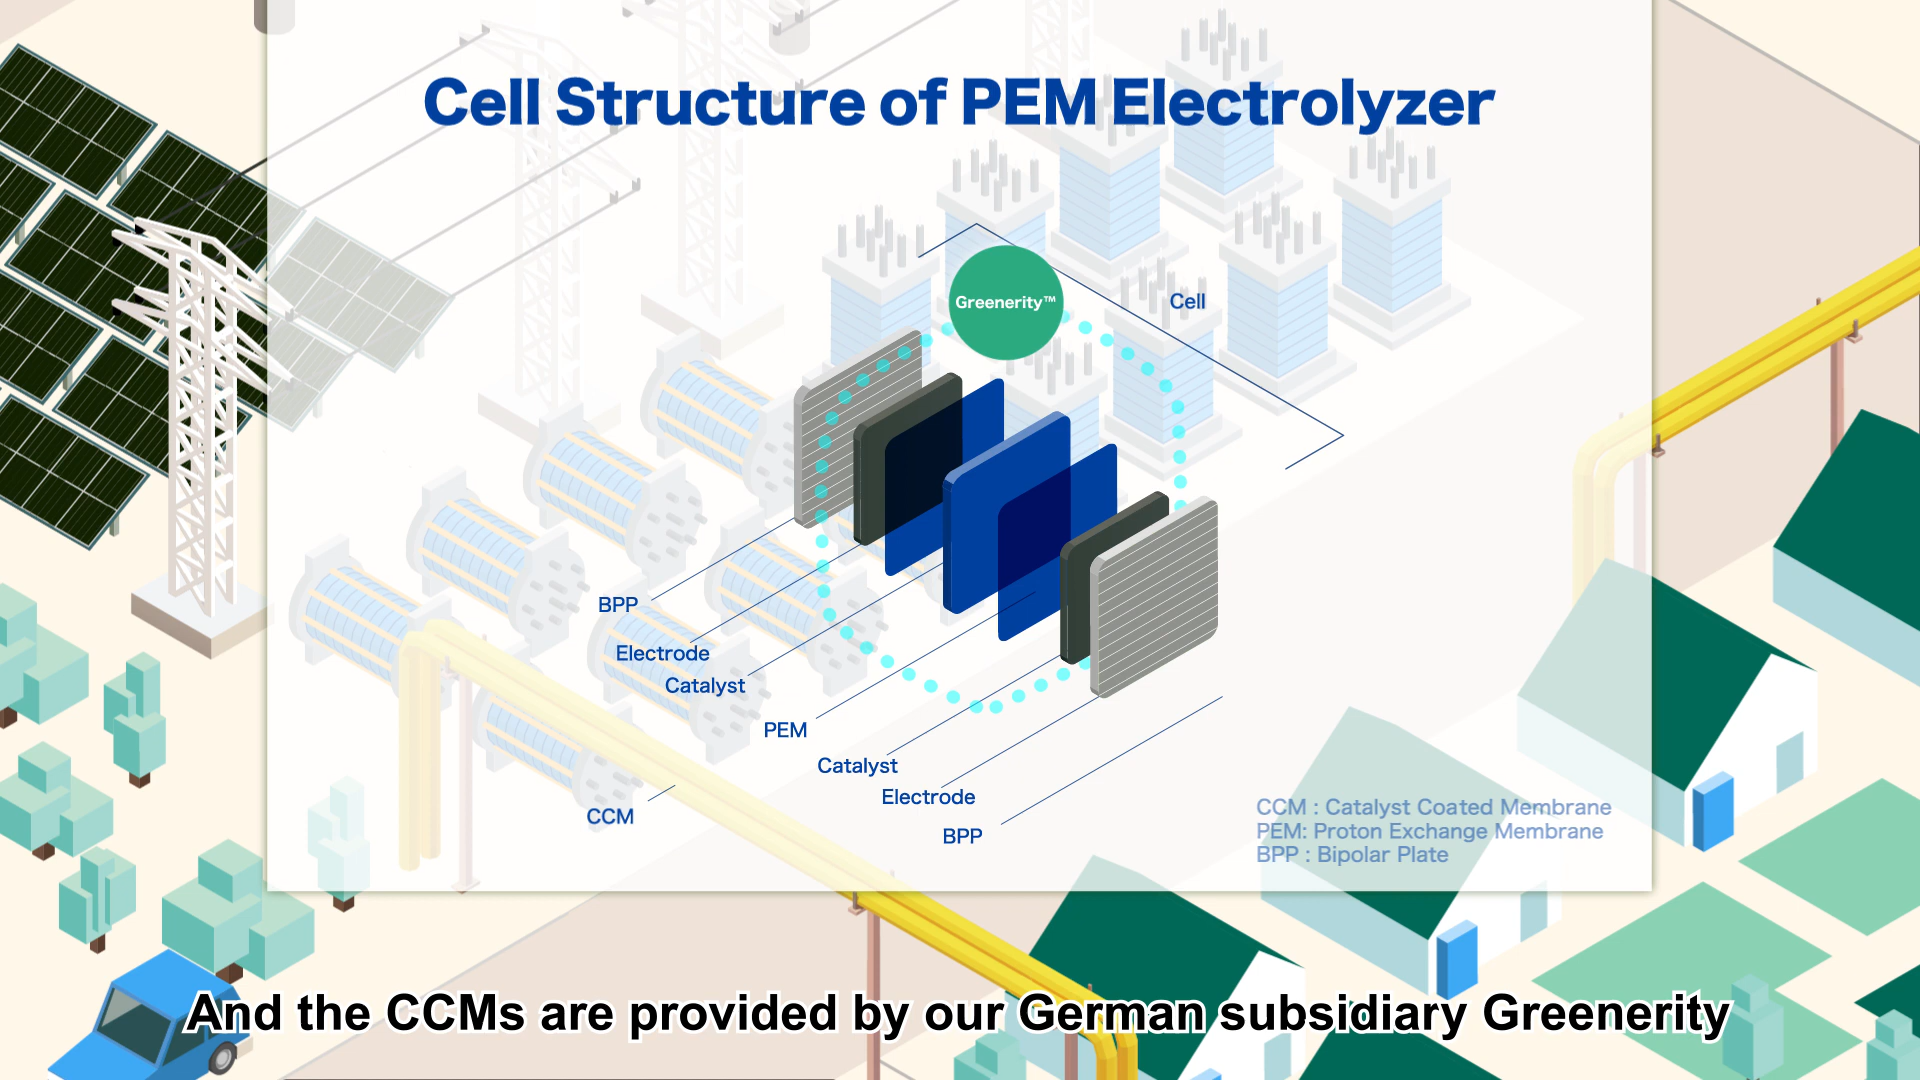 Cell Structure of PEM Electrolyzer
Greenerity™
Cell
BPP
Electrode
Catalyst
PEM
Catalyst
Electrode
BPP
CCM
CCM : Catalyst Coated Membrane
PEM: Proton Exchange Membrane
BPP : Bipolar Plate
And the CCMs are provided by our German subsidiary Greenerity